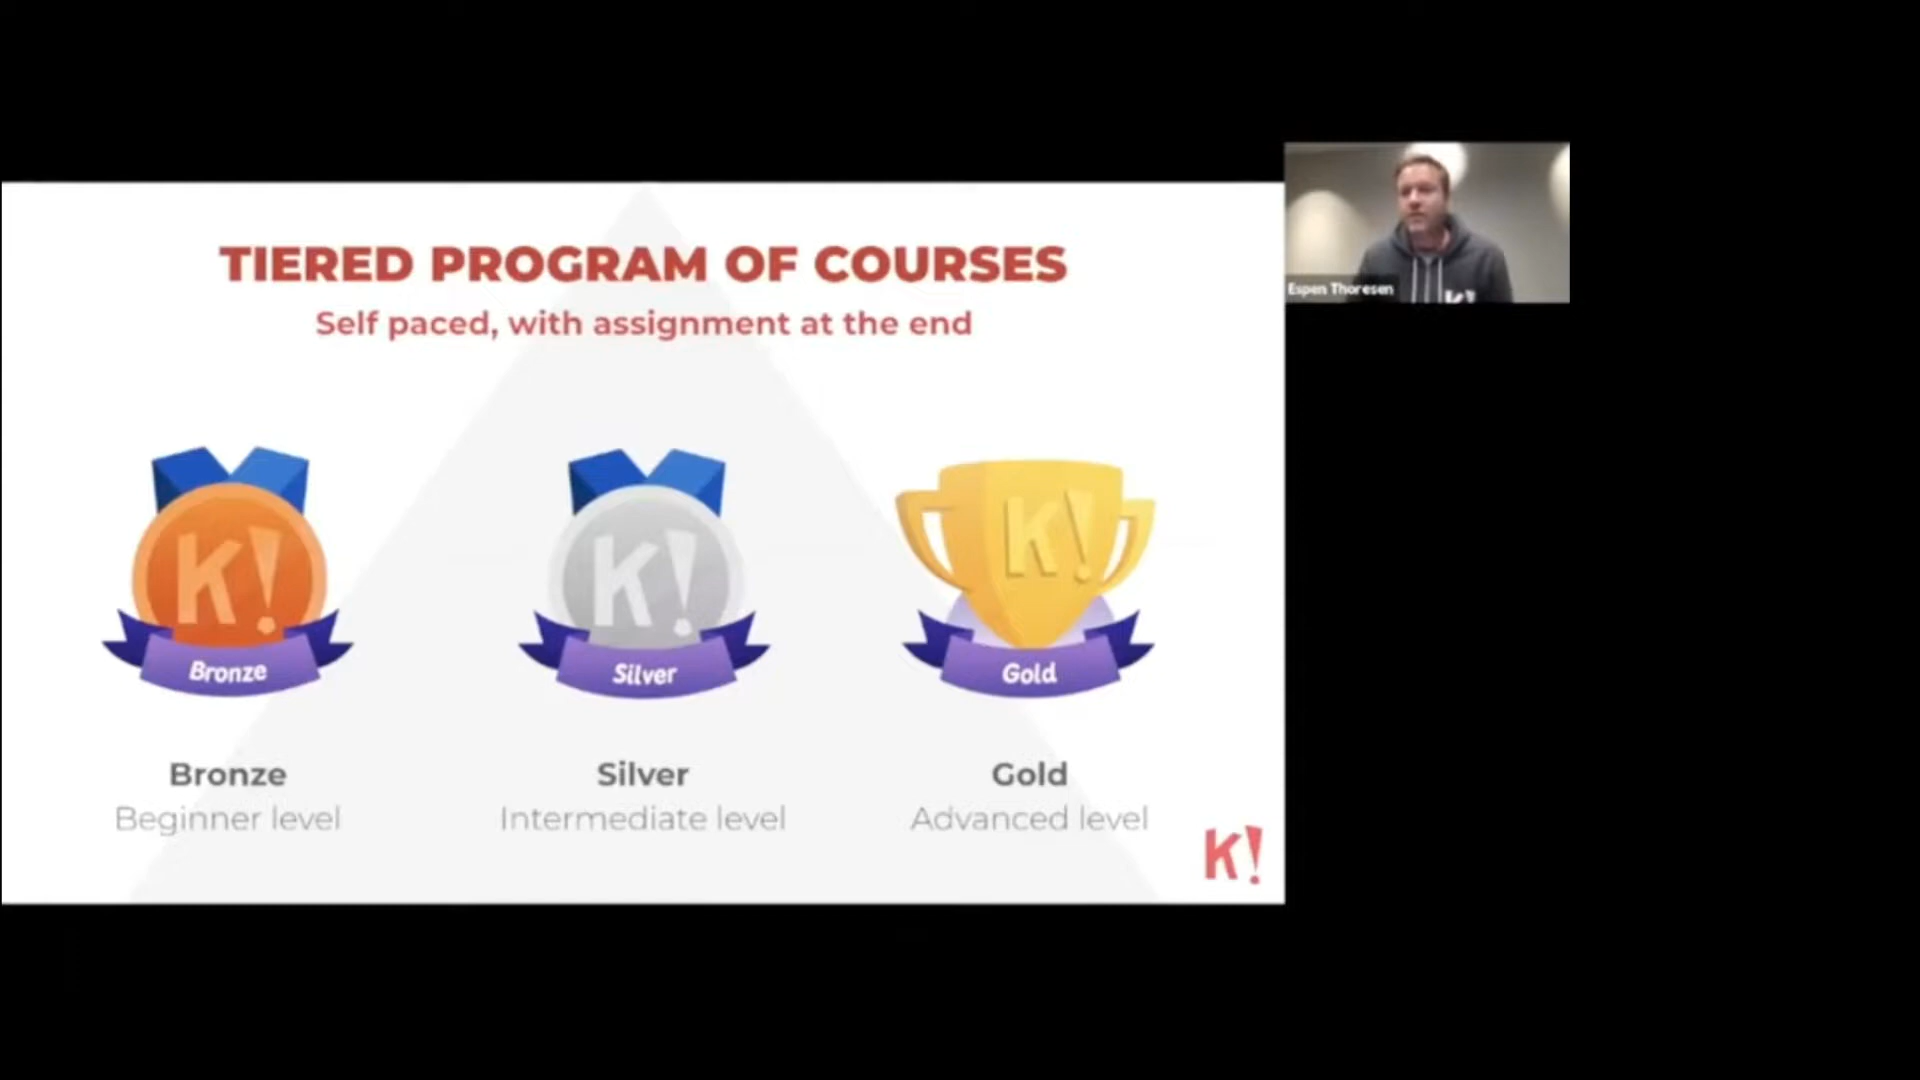 TIERED PROGRAM OF COURSES
Self paced, with assignment at the end
K!
K!
K!
Bronze
Silver
Gold
Bronze
Silver
Gold
Beginner level
Intermediate level
Advanced level
K!
Espen Thoresen
K!